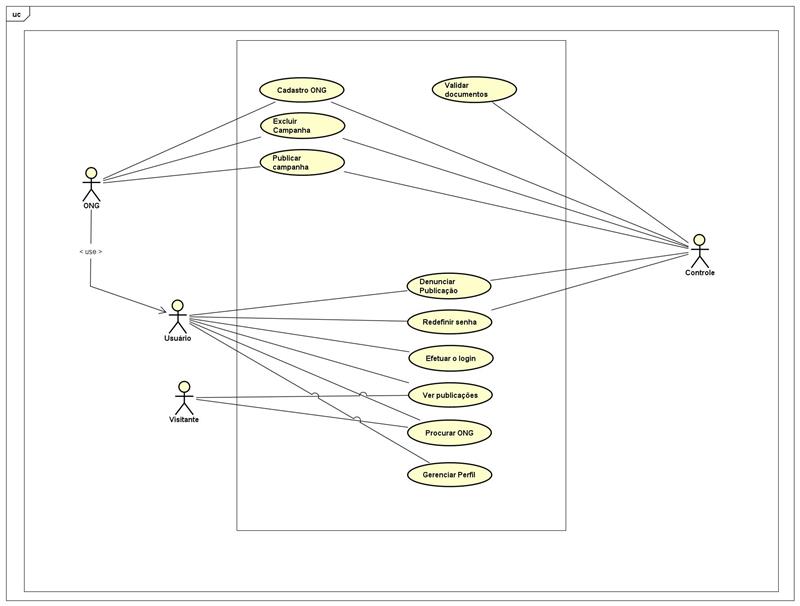 uc
Cadastro ONG
Validar
documentos
Excluir
Campanha
Publicar
campanha
ONG
< use >
Controle
Denunciar
Publicação
Redefinir senha
Usuário
Efetuar o login
Ver publicações
Visitante
Procurar ONG
Gerenciar Perfil